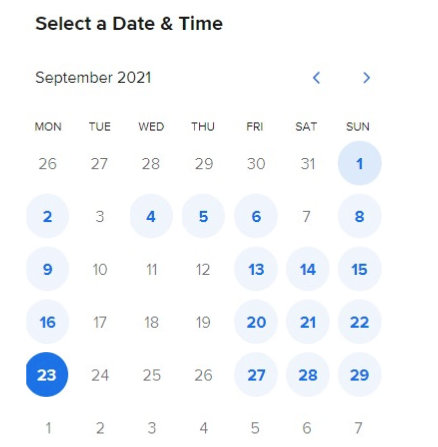 Select a Date & Time
September 2021
MON TUE WED THU FRI SAT SUN
26 27 28 29 30 31 1
2 3 4 5 6 7 8
9 10 11 12 13 14 15
16 17 18 19 20 21 22
23 24 25 26 27 28 29
1 2 3 4 5 6 7